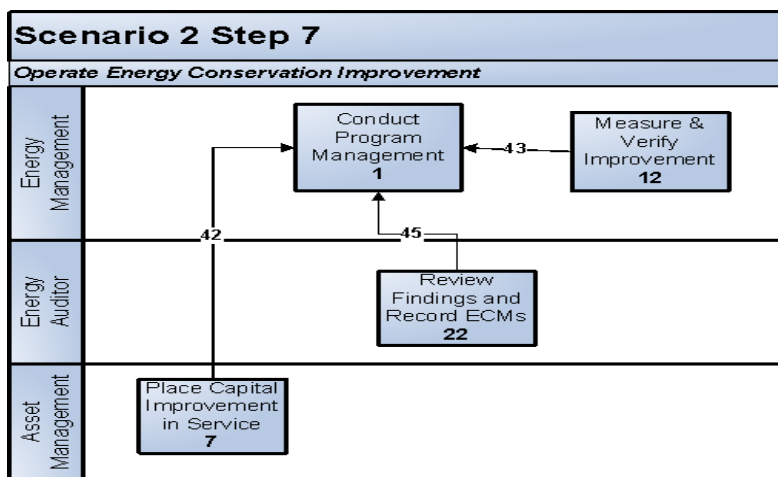 Scenario 2 Step 7
Operate Energy Conservation Improvement
Energy
Management
Conduct
Program
Management
1
43
Measure &
Verify
Improvement
12
42
45
Energy
Auditor
Review
Findings and
Record ECMs
22
Asset
Management
Place Capital
Improvement
in Service
7